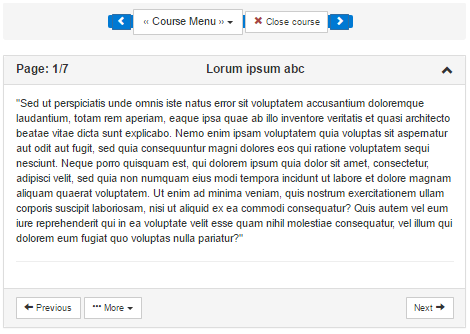 ‹‹ Course Menu ›› Close course
Page: 1/7 Lorum ipsum abc
"Sed ut perspiciatis unde omnis iste natus error sit voluptatem accusantium doloremque
laudantium, totam rem aperiam, eaque ipsa quae ab illo inventore veritatis et quasi architecto
beatae vitae dicta sunt explicabo. Nemo enim ipsam voluptatem quia voluptas sit aspernatur
aut odit aut fugit, sed quia consequuntur magni dolores eos qui ratione voluptatem sequi
nesciunt. Neque porro quisquam est, qui dolorem ipsum quia dolor sit amet, consectetur,
adipisci velit, sed quia non numquam eius modi tempora incidunt ut labore et dolore magnam
aliquam quaerat voluptatem. Ut enim ad minima veniam, quis nostrum exercitationem ullam
corporis suscipit laboriosam, nisi ut aliquid ex ea commodi consequatur? Quis autem vel eum
iure reprehenderit qui in ea voluptate velit esse quam nihil molestiae consequatur, vel illum qui
dolorem eum fugiat quo voluptas nulla pariatur?"
Previous More Next